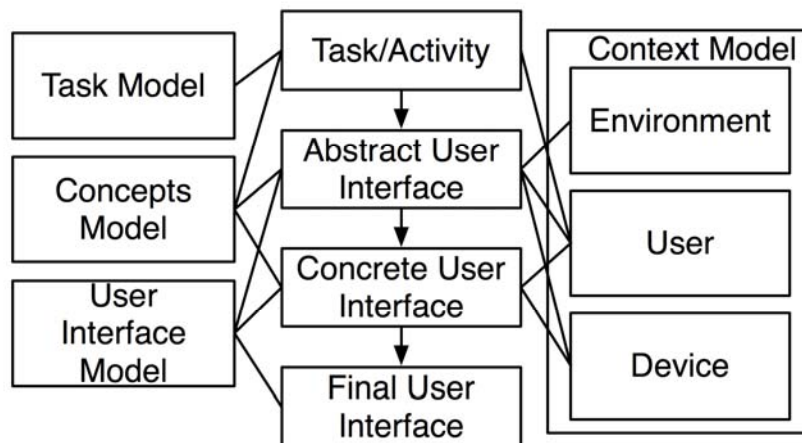 Task Model
Concepts
Model
User
Interface
Model
Task/Activity
Abstract User
Interface
Concrete User
Interface
Final User
Interface
Context Model
Environment
User
Device